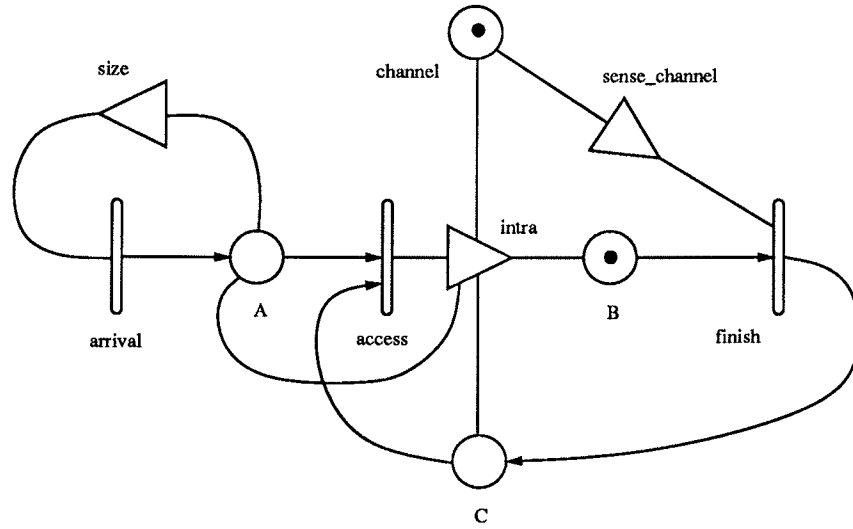 size
channel
sense_channel
intra
A
B
arrival
access
finish
C